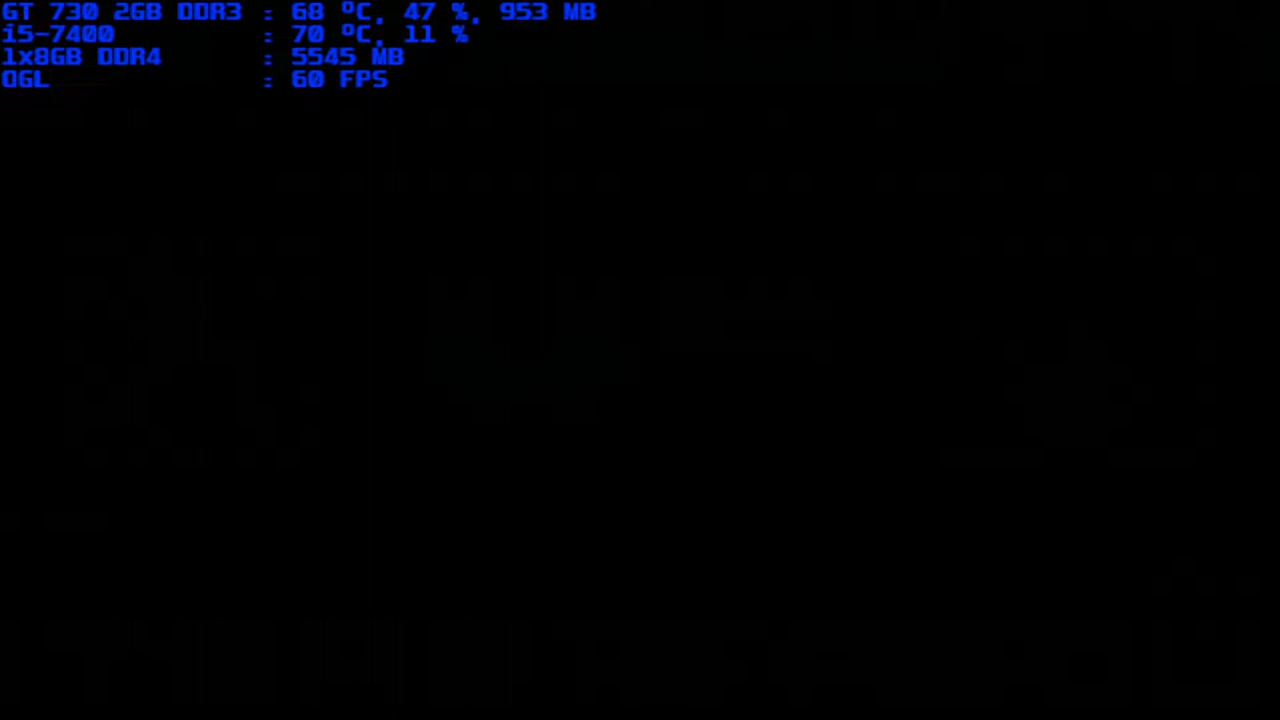 GT 730 2GB DDR3 : 68 ºC, 47 %, 953 MB
i5-7400 : 70 ºC, 11 %
1x8GB DDR4 : 5545 MB
OGL : 60 FPS